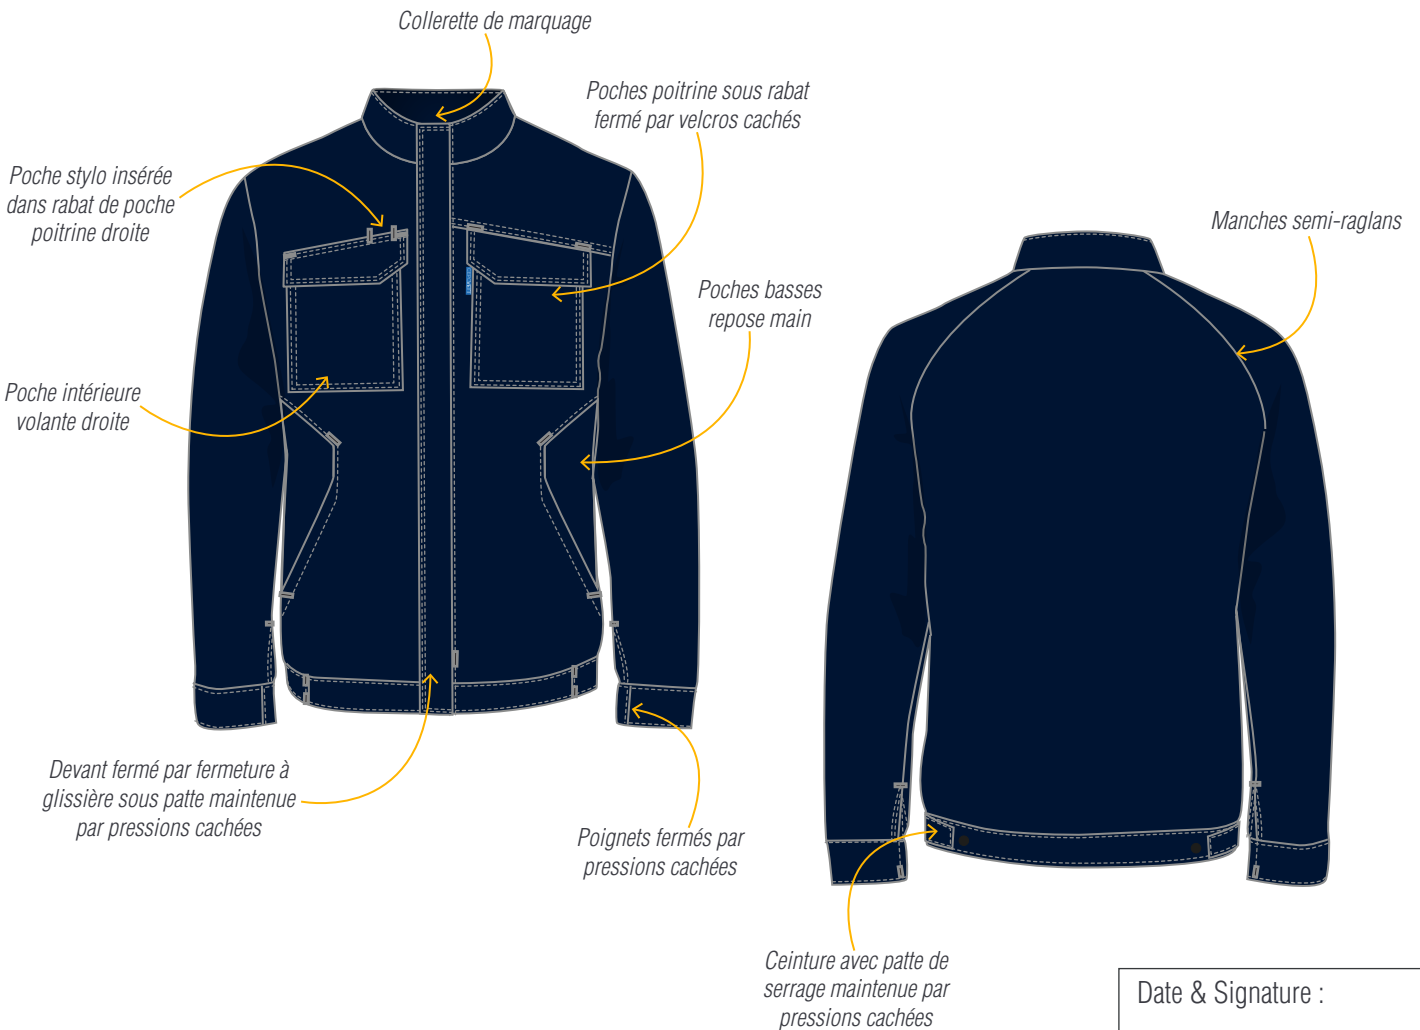 Collerette de marquage
Poches poitrine sous rabat
fermé par velcros cachés
Poche stylo insérée
dans rabat de poche
poitrine droite
Manches semi-raglans
Poches basses
repose main
Poche intérieure
volante droite
Devant fermé par fermeture à
glissière sous patte maintenue
par pressions cachées
Poignets fermés par
pressions cachées
Ceinture avec patte de
serrage maintenue par
pressions cachées
Date & Signature :